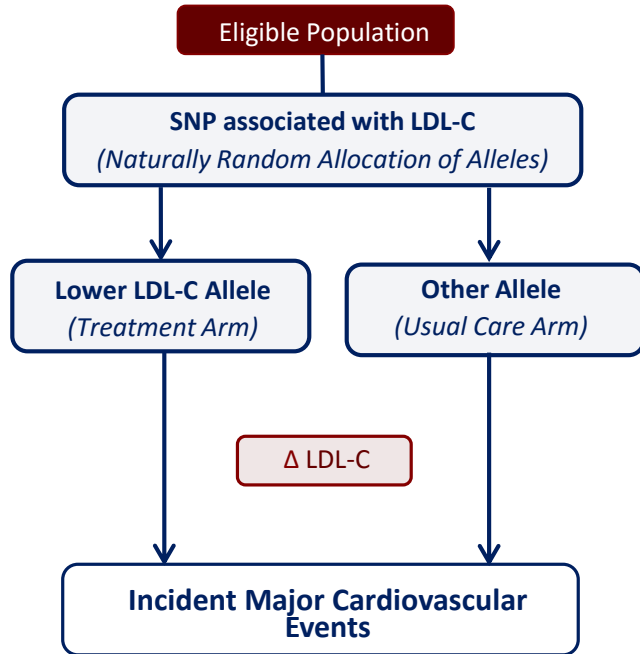 Eligible Population
SNP associated with LDL-C
(Naturally Random Allocation of Alleles)
Lower LDL-C Allele
(Treatment Arm)
Other Allele
(Usual Care Arm)
Δ LDL-C
Incident Major Cardiovascular
Events